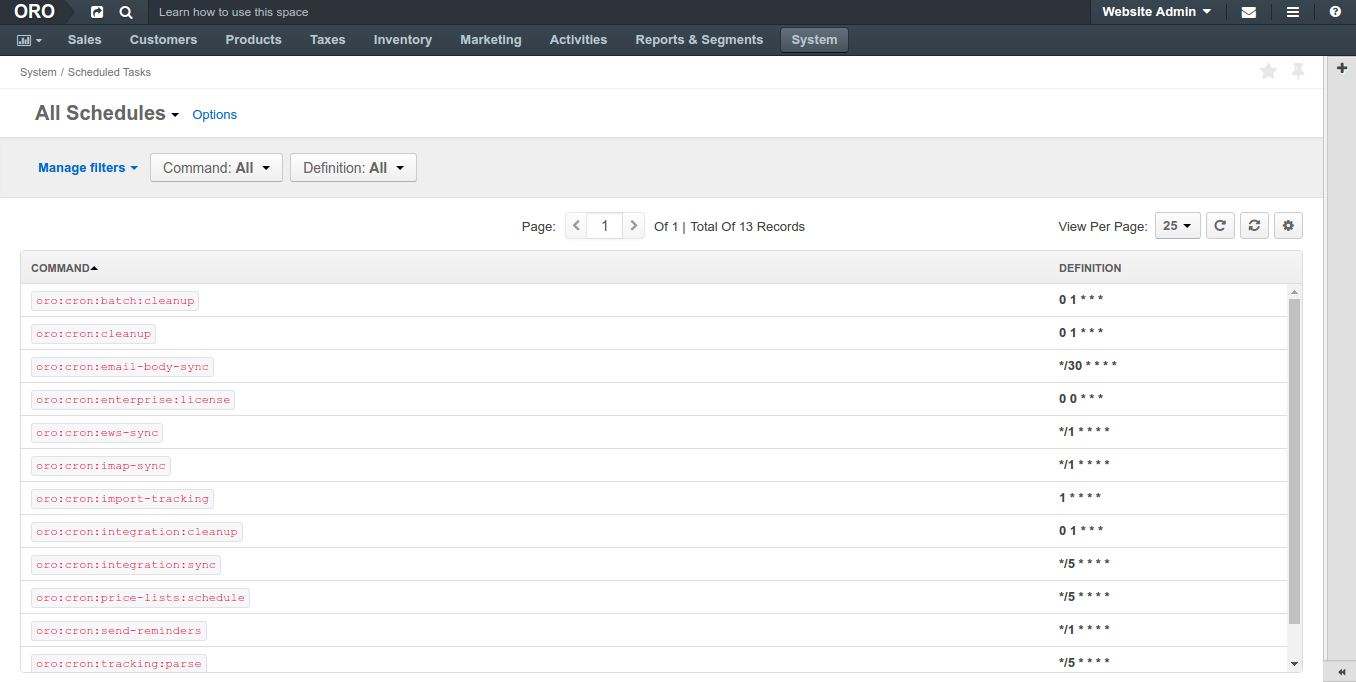 ORO Learn how to use this space Website Admin
Sales Customers Products Taxes Inventory Marketing Activities Reports & Segments System
System / Scheduled Tasks
All Schedules Options
Manage filters Command: All Definition: All
Page: 1 Of 1 | Total Of 13 Records View Per Page: 25
COMMAND DEFINITION
oro:cron:batch:cleanup 0 1 * * *
oro:cron:cleanup 0 1 * * *
oro:cron:email-body-sync */30 * * * *
oro:cron:enterprise:license 0 0 * * *
oro:cron:ews-sync */1 * * * *
oro:cron:imap-sync */1 * * * *
oro:cron:import-tracking 1 * * * *
oro:cron:integration:cleanup 0 1 * * *
oro:cron:integration:sync */5 * * * *
oro:cron:price-lists:schedule */5 * * * *
oro:cron:send-reminders */1 * * * *
oro:cron:tracking:parse */5 * * * *